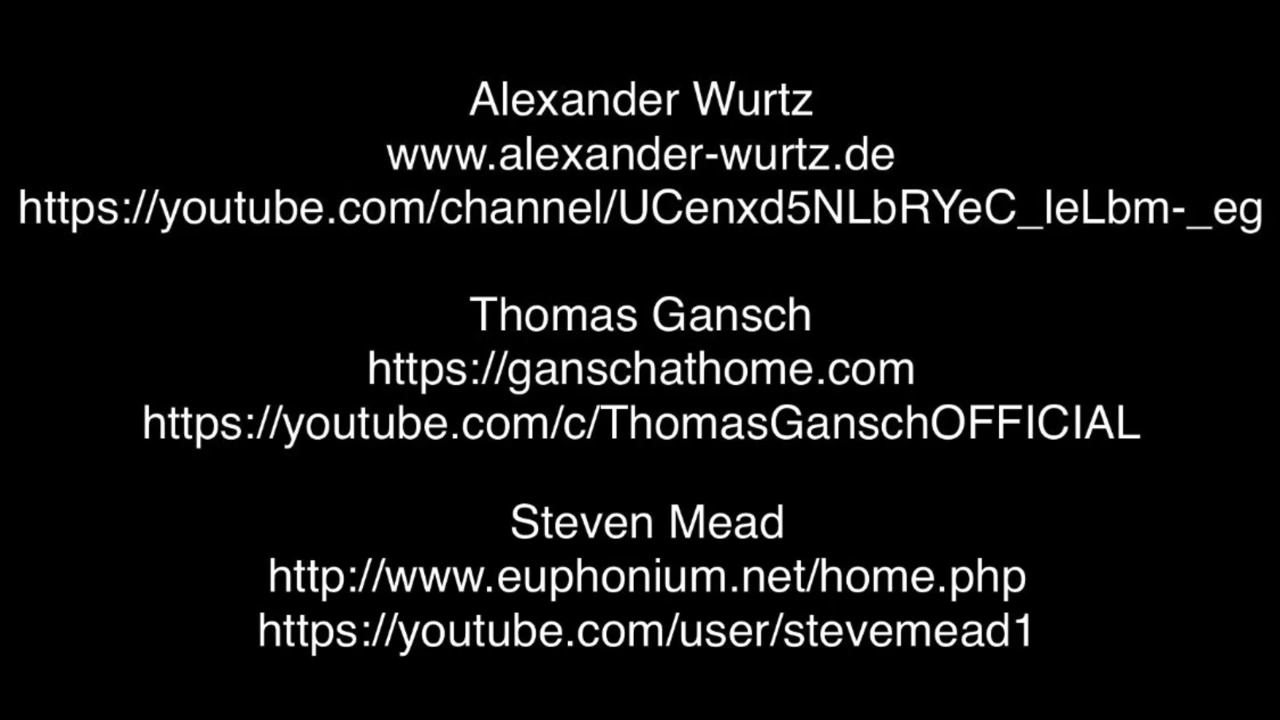 Alexander Wurtz
www.alexander-wurtz.de
https://youtube.com/channel/UCenxd5NLbRYeC_leLbm-_eg
Thomas Gansch
https://ganschathome.com
https://youtube.com/c/ThomasGanschOFFICIAL
Steven Mead
http://www.euphonium.net/home.php
https://youtube.com/user/stevemead1